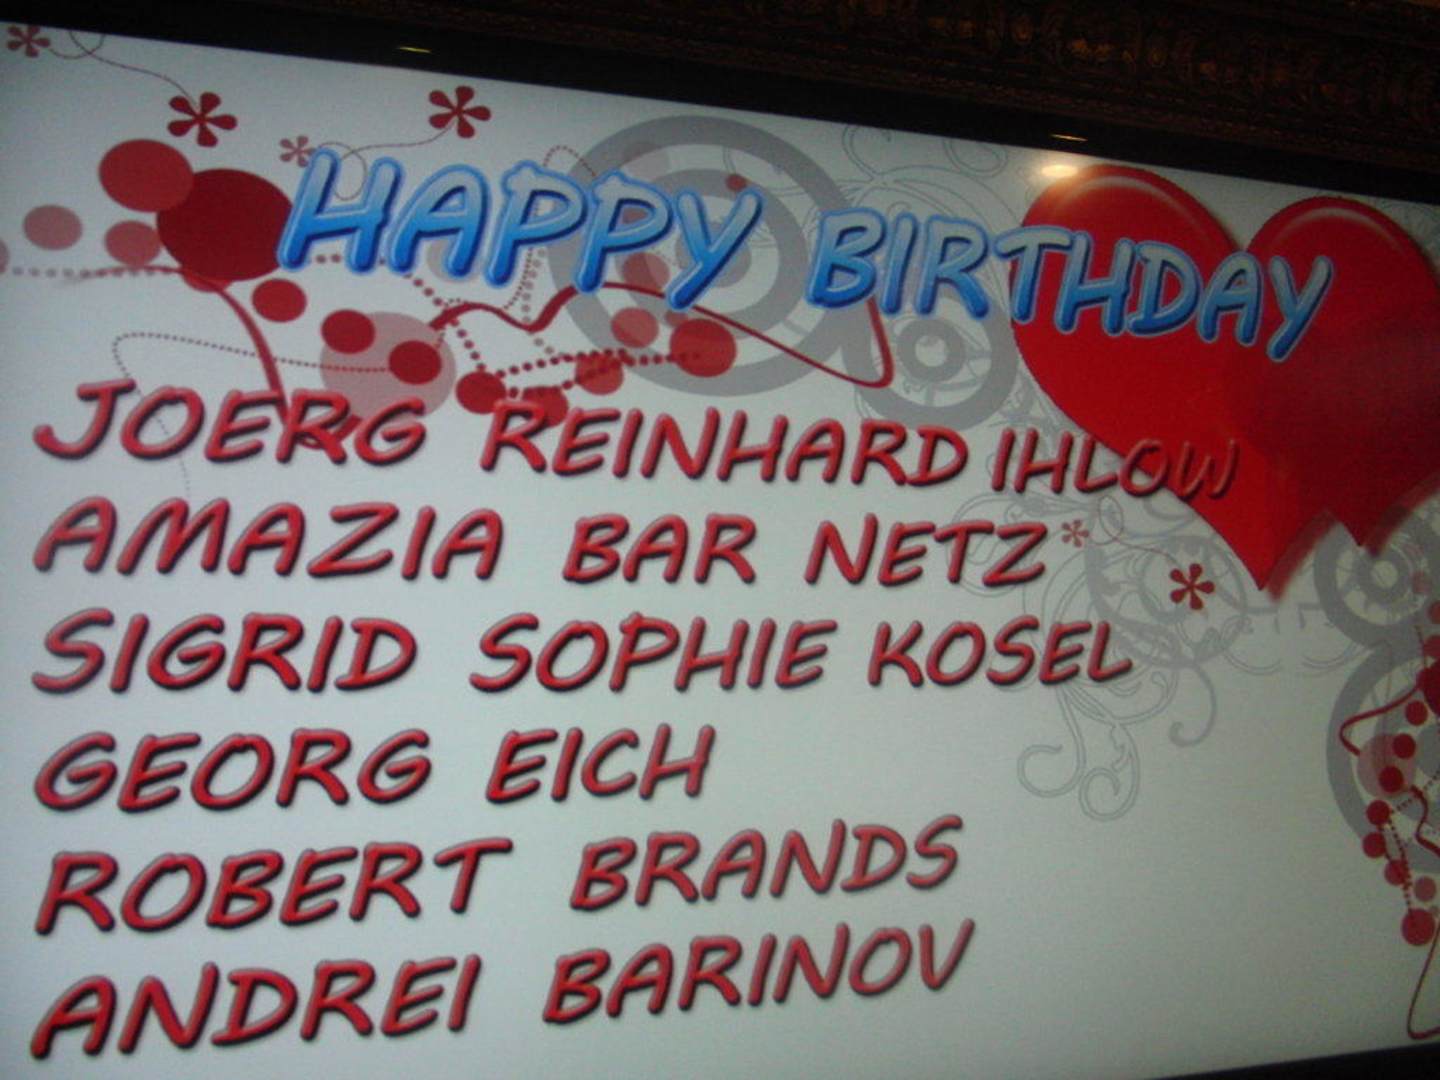 HAPPY BIRTHDAY
JOERG REINHARD IHLOW
AMAZIA BAR NETZ
SIGRID SOPHIE KOSEL
GEORG EICH
ROBERT BRANDS
ANDREI BARINOV